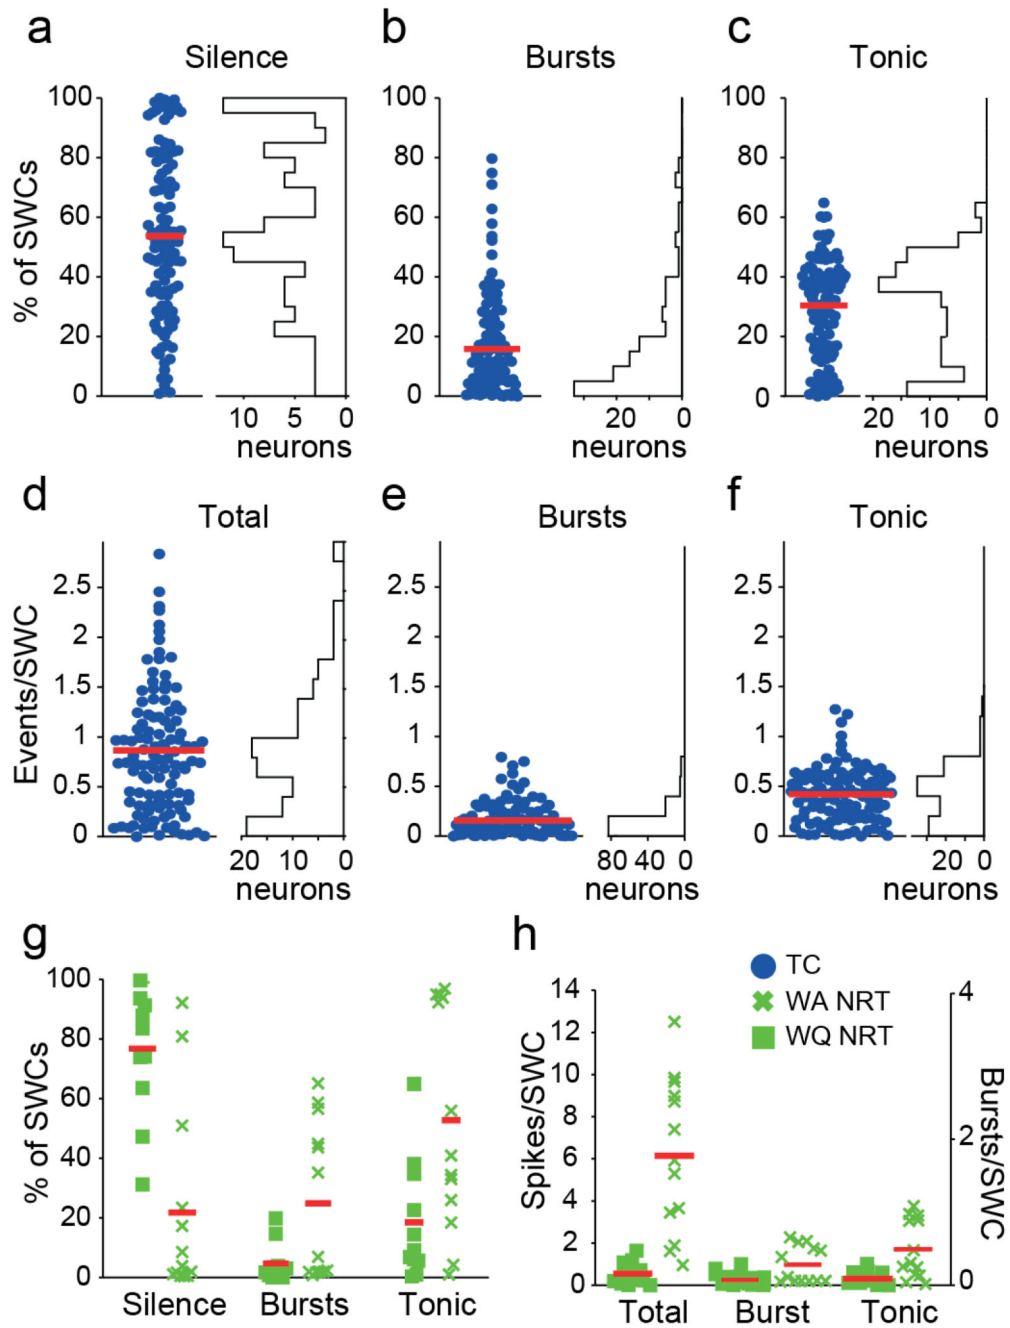 a
Silence
% of SWCs
100
80
60
40
20
0
10 5 0
neurons
b
Bursts
100
80
60
40
20
0
20 0
neurons
c
Tonic
100
80
60
40
20
0
20 10 0
neurons
d
Total
Events/SWC
2.5
2
1.5
1
0.5
0
20 10 0
neurons
e
Bursts
2.5
2
1.5
1
0.5
0
80 40 0
neurons
f
Tonic
2.5
2
1.5
1
0.5
0
20 0
neurons
g
% of SWCs
100
80
60
40
20
0
Silence Bursts Tonic
h
TC
WA NRT
WQ NRT
Spikes/SWC
14
12
10
8
6
4
2
0
4
2
0
Bursts/SWC
Total Burst Tonic